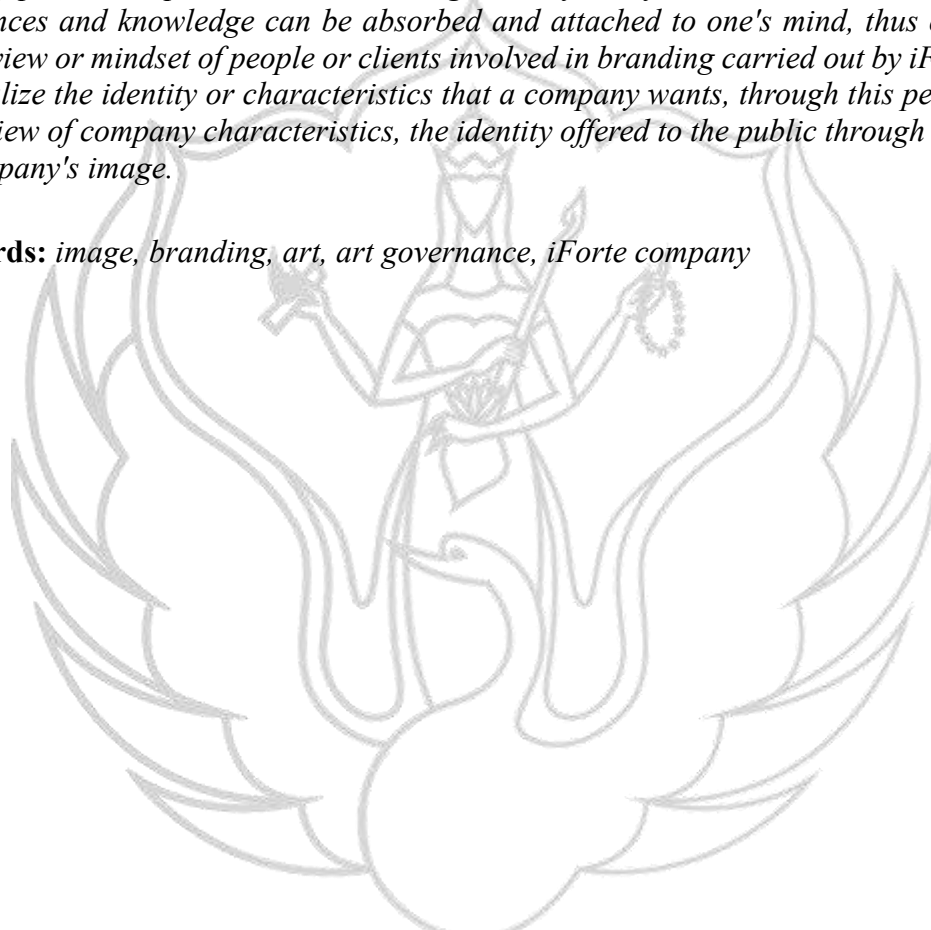 nces and knowledge can be absorbed and attached to one's mind, thus
view or mindset of people or clients involved in branding carried out by iF
lize the identity or characteristics that a company wants, through this pe
iew of company characteristics, the identity offered to the public through
pany's image.
rds: image, branding, art, art governance, iForte company